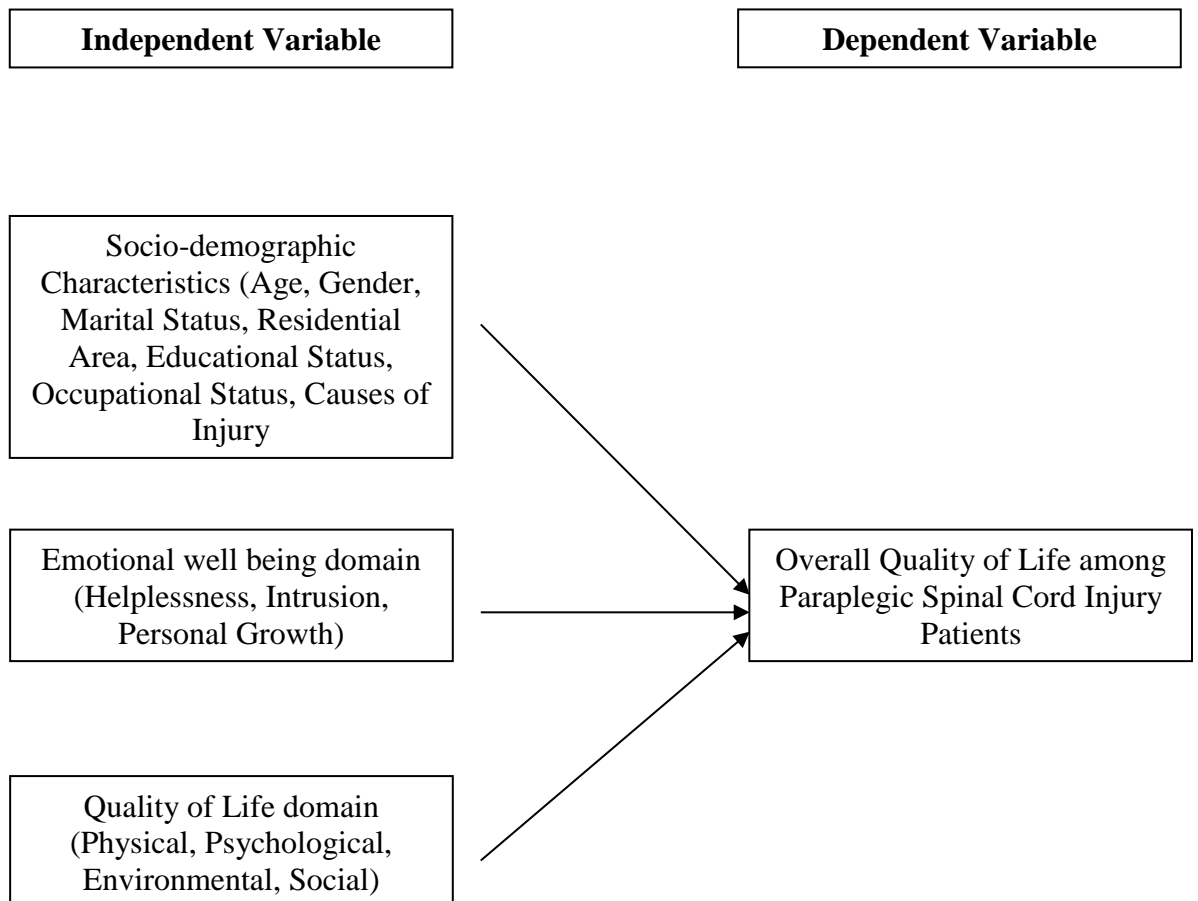 Independent Variable
Dependent Variable
Socio-demographic
Characteristics (Age, Gender,
Marital Status, Residential
Area, Educational Status,
Occupational Status, Causes of
Injury
Emotional well being domain
(Helplessness, Intrusion,
Personal Growth)
Overall Quality of Life among
Paraplegic Spinal Cord Injury
Patients
Quality of Life domain
(Physical, Psychological,
Environmental, Social)